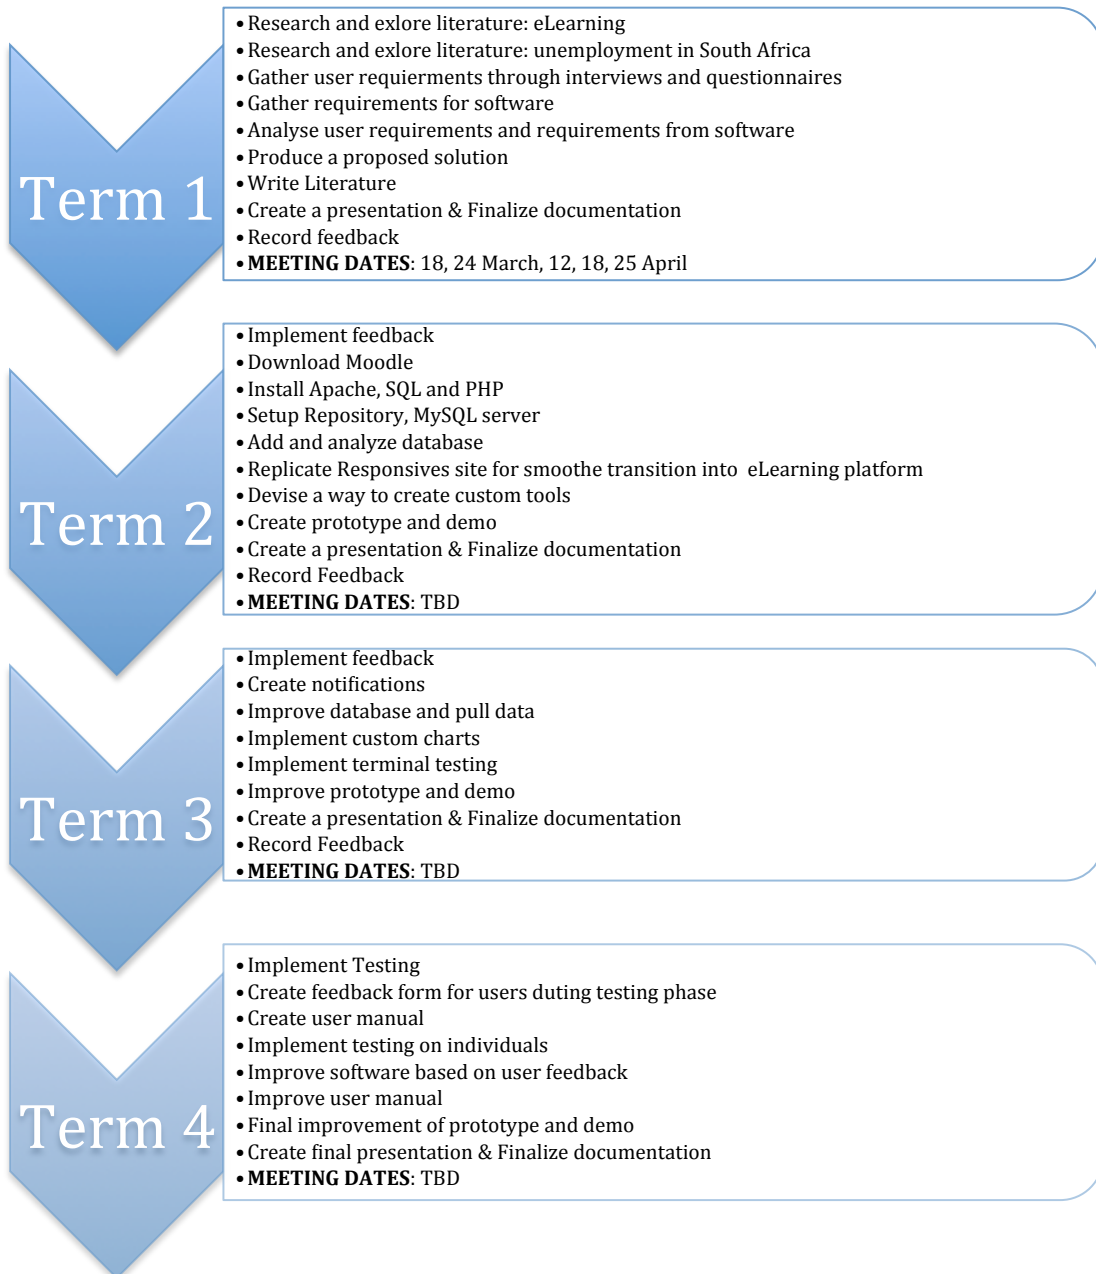 Term 1
• Research and exlore literature: eLearning
• Research and exlore literature: unemployment in South Africa
• Gather user requierments through interviews and questionnaires
• Gather requirements for software
• Analyse user requirements and requirements from software
• Produce a proposed solution
• Write Literature
• Create a presentation & Finalize documentation
• Record feedback
• MEETING DATES: 18, 24 March, 12, 18, 25 April
Term 2
• Implement feedback
• Download Moodle
• Install Apache, SQL and PHP
• Setup Repository, MySQL server
• Add and analyze database
• Replicate Responsives site for smoothe transition into eLearning platform
• Devise a way to create custom tools
• Create prototype and demo
• Create a presentation & Finalize documentation
• Record Feedback
• MEETING DATES: TBD
Term 3
• Implement feedback
• Create notifications
• Improve database and pull data
• Implement custom charts
• Implement terminal testing
• Improve prototype and demo
• Create a presentation & Finalize documentation
• Record Feedback
• MEETING DATES: TBD
Term 4
• Implement Testing
• Create feedback form for users duting testing phase
• Create user manual
• Implement testing on individuals
• Improve software based on user feedback
• Improve user manual
• Final improvement of prototype and demo
• Create final presentation & Finalize documentation
• MEETING DATES: TBD